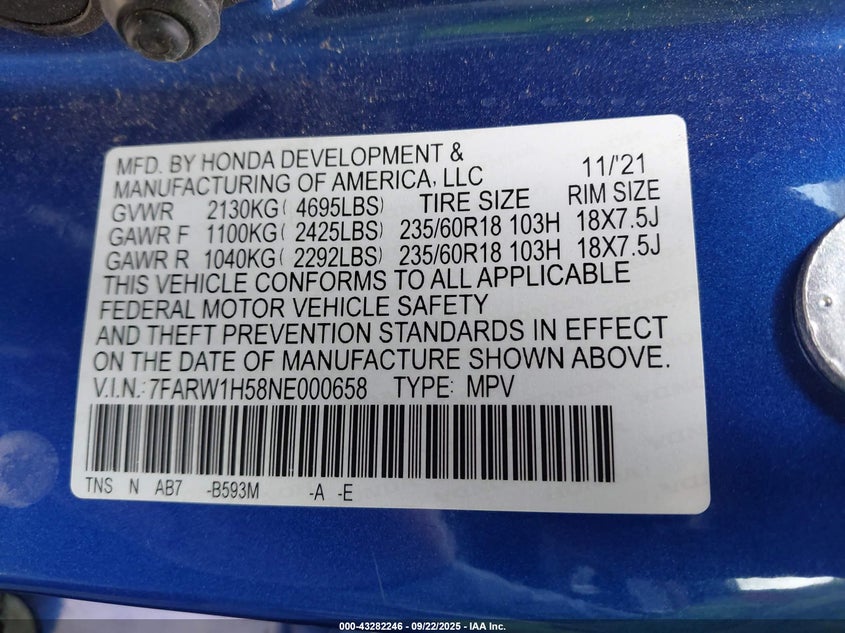 MFD. BY HONDA DEVELOPMENT &
MANUFACTURING OF AMERICA, LLC 11/'21
GVWR 2130KG( 4695LBS) TIRE SIZE RIM SIZE
GAWR F 1100KG( 2425LBS) 235/60R18 103H 18X7.5J
GAWR R 1040KG( 2292LBS) 235/60R18 103H 18X7.5J
THIS VEHICLE CONFORMS TO ALL APPLICABLE
FEDERAL MOTOR VEHICLE SAFETY
AND THEFT PREVENTION STANDARDS IN EFFECT
ON THE DATE OF MANUFACTURE SHOWN ABOVE.
V.I.N.: 7FARW1H58NE000658 TYPE: MPV
TNS N AB7 -B593M -A -E
000-43282246 - 09/22/2025 - IAA Inc.